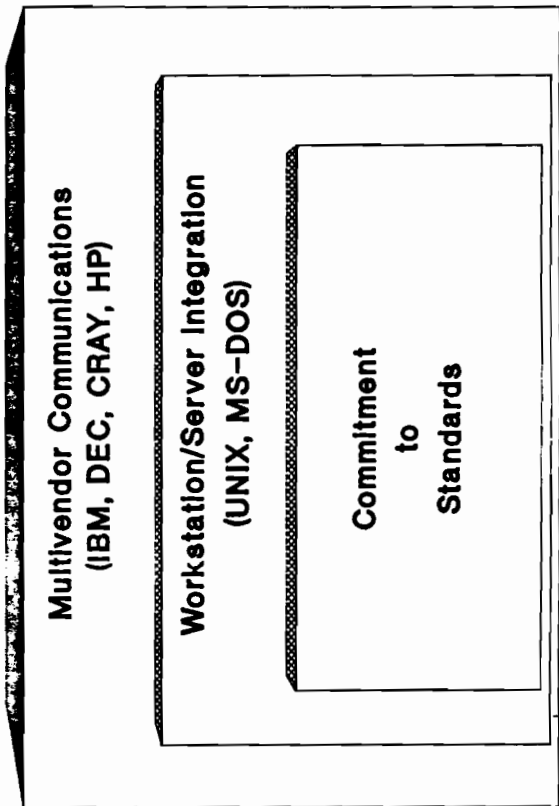 Multivendor Communications
(IBM, DEC, CRAY, HP)
Workstation/Server Integration
(UNIX, MS-DOS)
Commitment
to
Standards